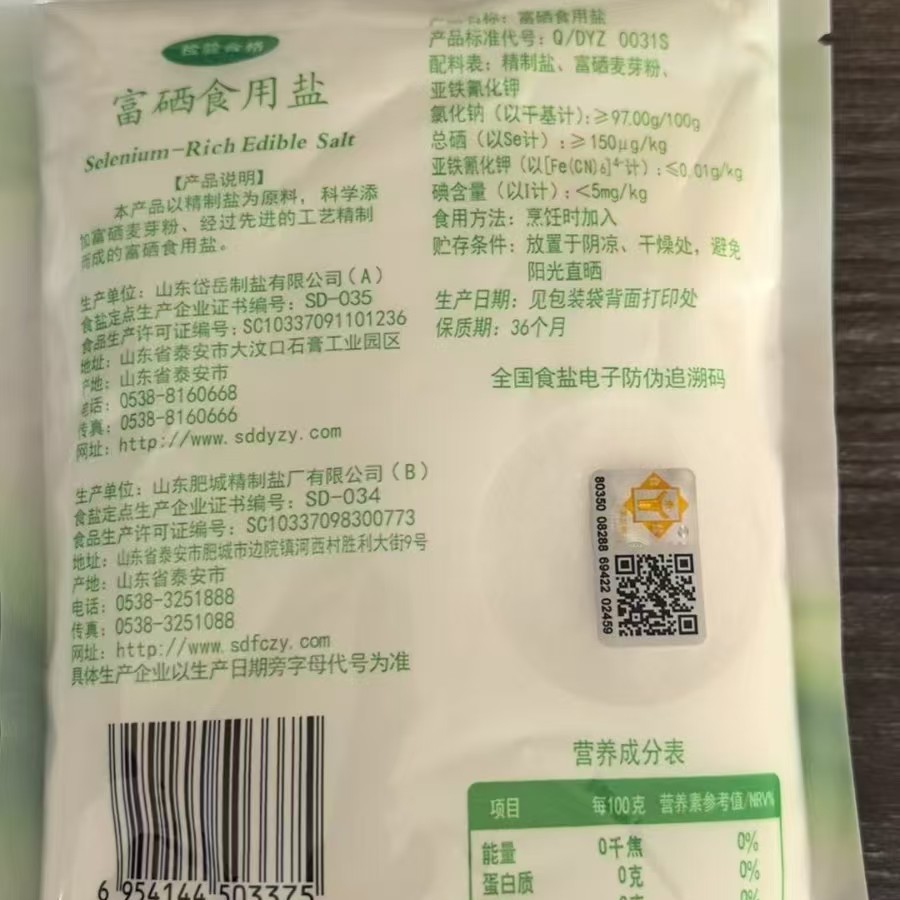 检验合格
富硒食用盐
Selenium-Rich Edible Salt
【产品说明】
本产品以精制盐为原料，科学添
加富硒麦芽粉、经过先进的工艺精制
而成的富硒食用盐。
生产单位：山东岱岳制盐有限公司（A）
食盐定点生产企业证书编号：SD-035
食品生产许可证编号：SC10337091101236
地址：山东省泰安市大汶口石膏工业园区
产地：山东省泰安市
电话：0538-8160668
传真：0538-8160666
网址：http://www.sddyzy.com
生产单位：山东肥城精制盐厂有限公司（B）
食盐定点生产企业证书编号：SD-034
食品生产许可证编号：SC10337098300773
地址：山东省泰安市肥城市边院镇河西村胜利大街9号
产地：山东省泰安市
电话：0538-3251888
传真：0538-3251088
网址：http://www.sdfczy.com
具体生产企业以生产日期旁字母代号为准
6 954144 503375
产品名称：富硒食用盐
产品标准代号：Q/DYZ 0031S
配料表：精制盐、富硒麦芽粉、
亚铁氰化钾
氯化钠（以干基计）：≥97.00g/100g
总硒（以Se计）：≥150μg/kg
亚铁氰化钾（以[Fe(CN)₆]⁴⁻计）：≤0.01g/kg
碘含量（以I计）：<5mg/kg
食用方法：烹饪时加入
贮存条件：放置于阴凉、干燥处，避免
阳光直晒
生产日期：见包装袋背面打印处
保质期：36个月
全国食盐电子防伪追溯码
80350 08288 69422 02459
营养成分表
项目 每100克 营养素参考值/NRV%
能量 0千焦 0%
蛋白质 0克 0%
0%